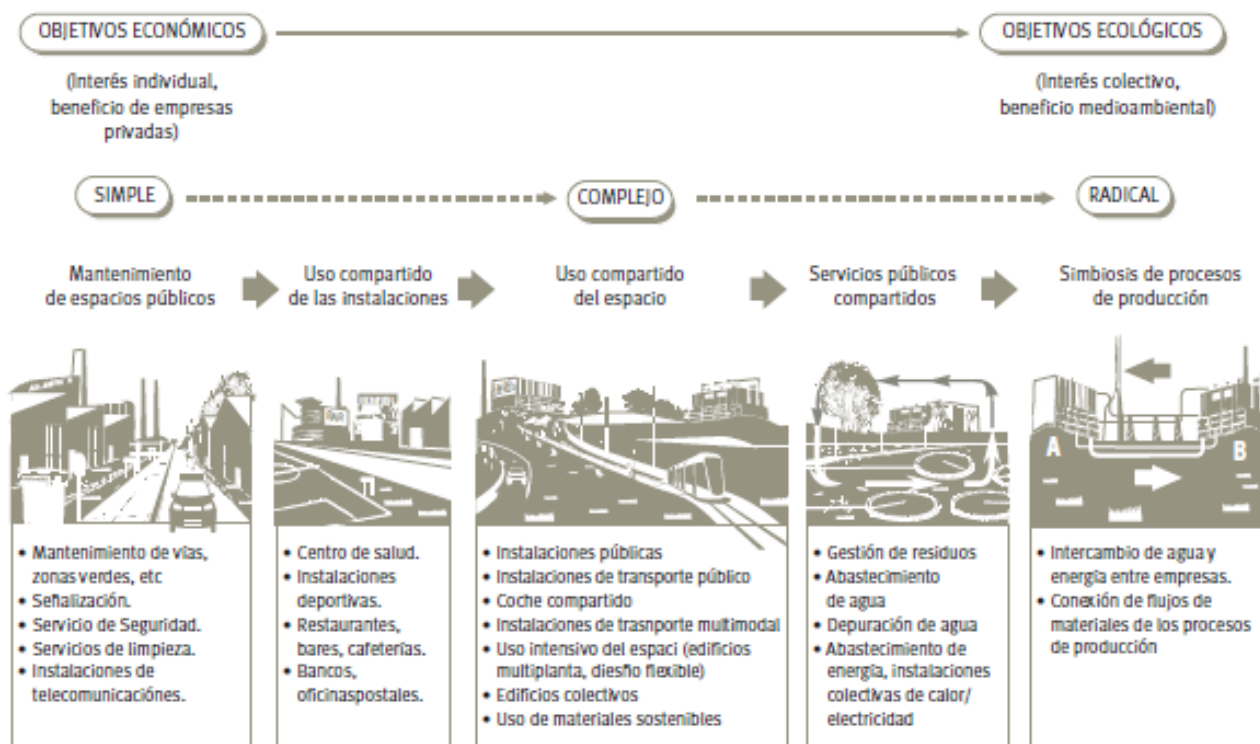 OBJETIVOS ECONÓMICOS
OBJETIVOS ECOLÓGICOS
(Interés individual,
beneficio de empresas
privadas)
(Interés colectivo,
beneficio medioambiental)
SIMPLE
COMPLEJO
RADICAL
Mantenimiento
de espacios públicos
Uso compartido
de las instalaciones
Uso compartido
del espacio
Servicios públicos
compartidos
Simbiosis de procesos
de producción
A
B
• Mantenimiento de vías,
zonas verdes, etc
• Señalización.
• Servicio de Seguridad.
• Servicios de limpieza.
• Instalaciones de
telecomunicaciónes.
• Centro de salud.
• Instalaciones
deportivas.
• Restaurantes,
bares, cafeterías.
• Bancos,
oficinaspostales.
• Instalaciones públicas
• Instalaciones de transporte público
• Coche compartido
• Instalaciones de trasnporte multimodal
• Uso intensivo del espaci (edificios
multiplanta, diesño flexible)
• Edificios colectivos
• Uso de materiales sostenibles
• Gestión de residuos
• Abastecimiento
de agua
• Depuración de agua
• Abastecimiento de
energía, instalaciones
colectivas de calor/
electricidad
• Intercambio de agua y
energía entre empresas.
• Conexión de flujos de
materiales de los procesos
de producción